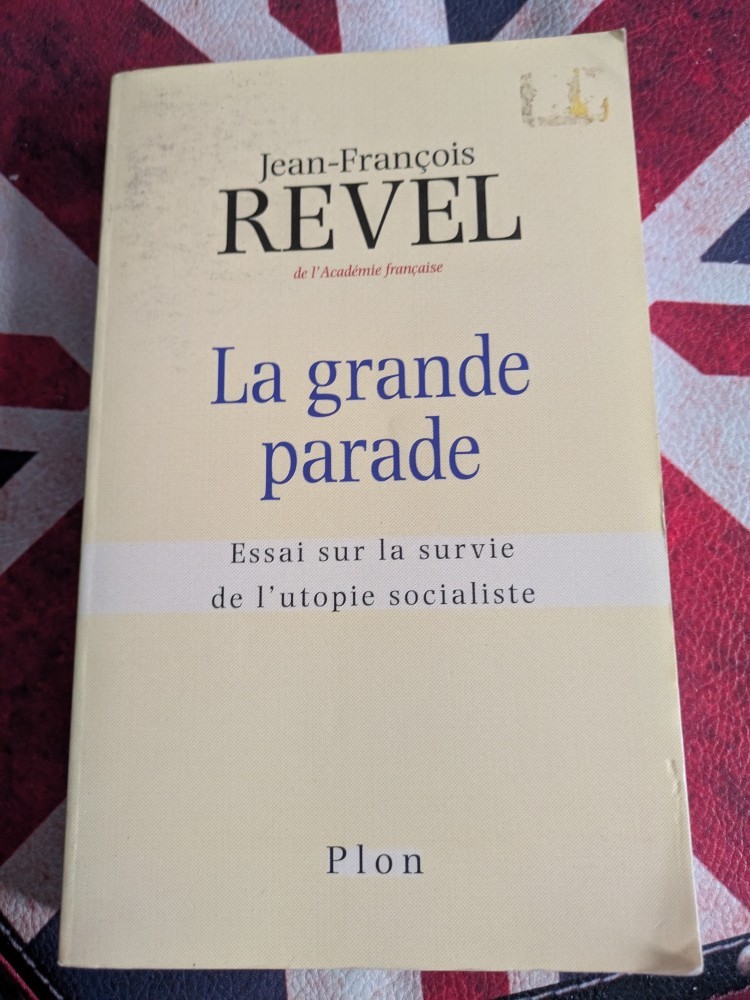 Jean-François
REVEL
de l'Académie française
La grande
parade
Essai sur la survie
de l'utopie socialiste
Plon